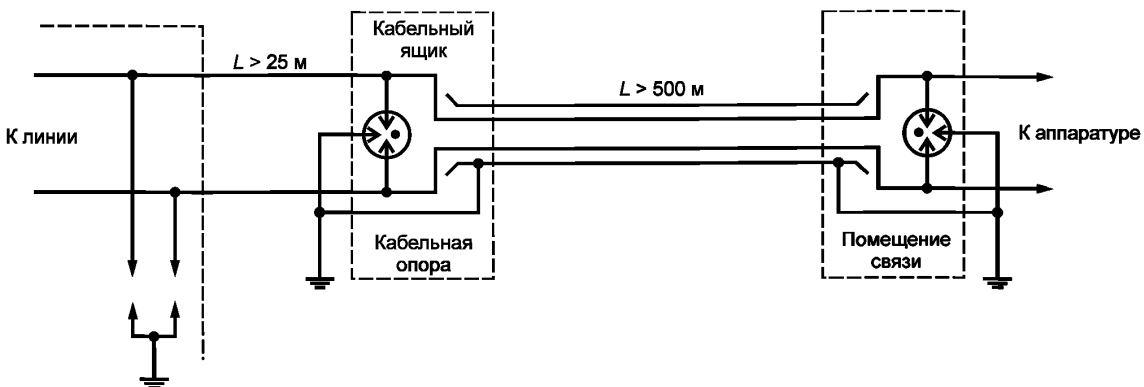 Кабельный
ящик
L > 25 м
L > 500 м
К линии
К аппаратуре
Кабельная
опора
Помещение
связи